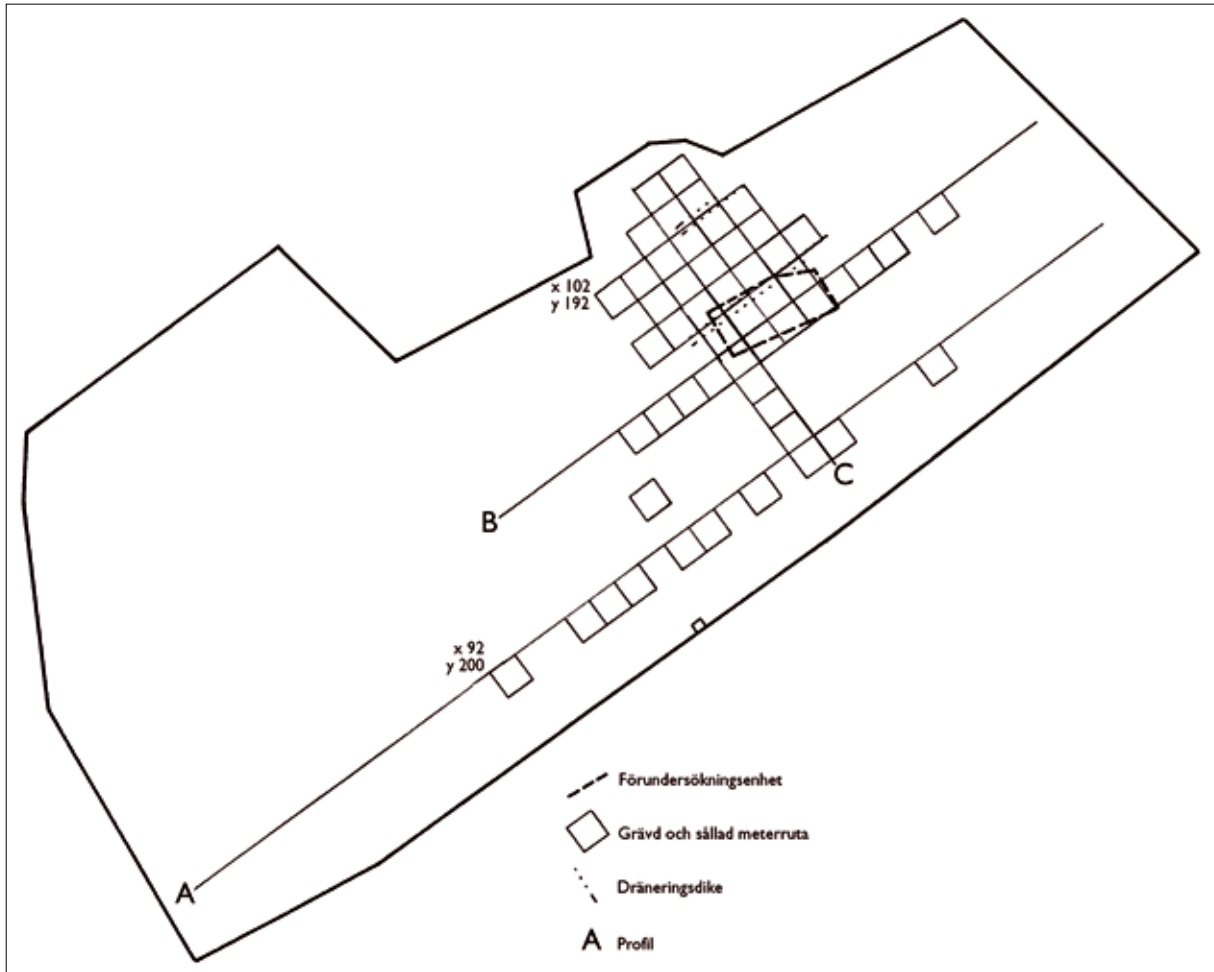 x 102
y 192
B
C
x 92
y 200
A
Förundersökningsenhet
Grävd och sållad meterruta
Dräneringsdike
A Profil